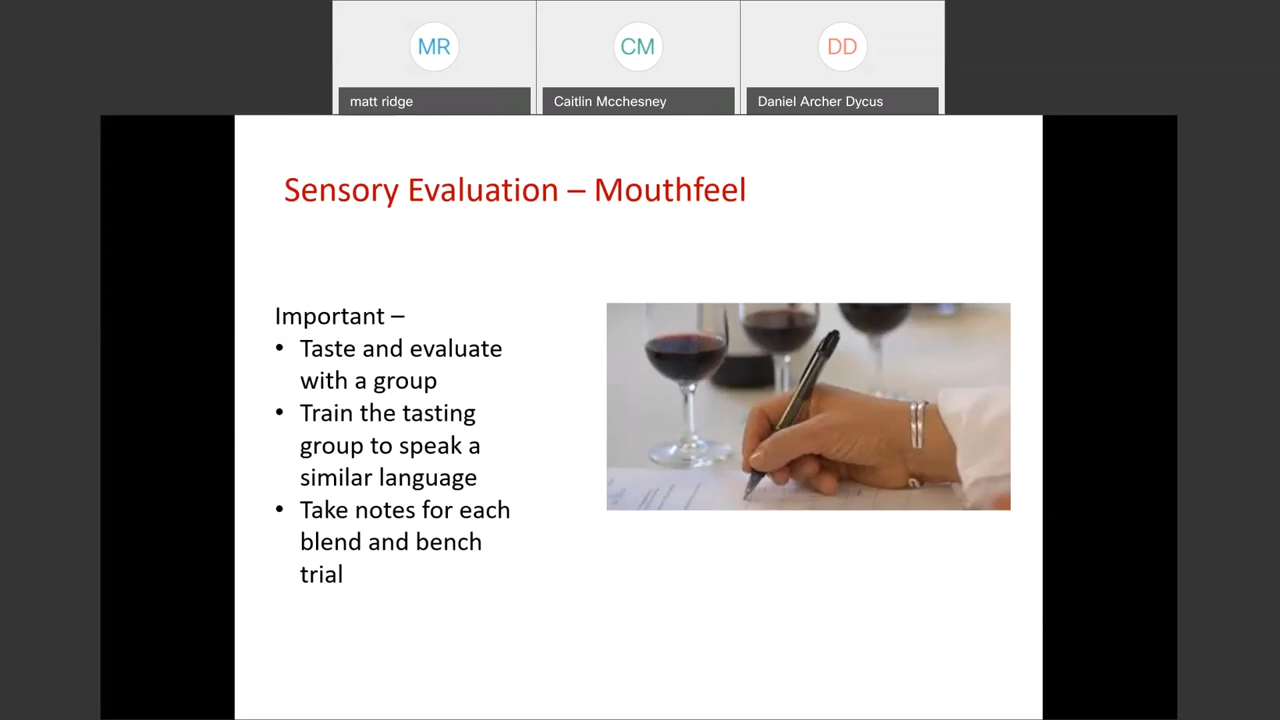 MR
CM
DD
matt ridge
Caitlin Mcchesney
Daniel Archer Dycus
Sensory Evaluation – Mouthfeel
Important –
• Taste and evaluate
with a group
• Train the tasting
group to speak a
similar language
• Take notes for each
blend and bench
trial